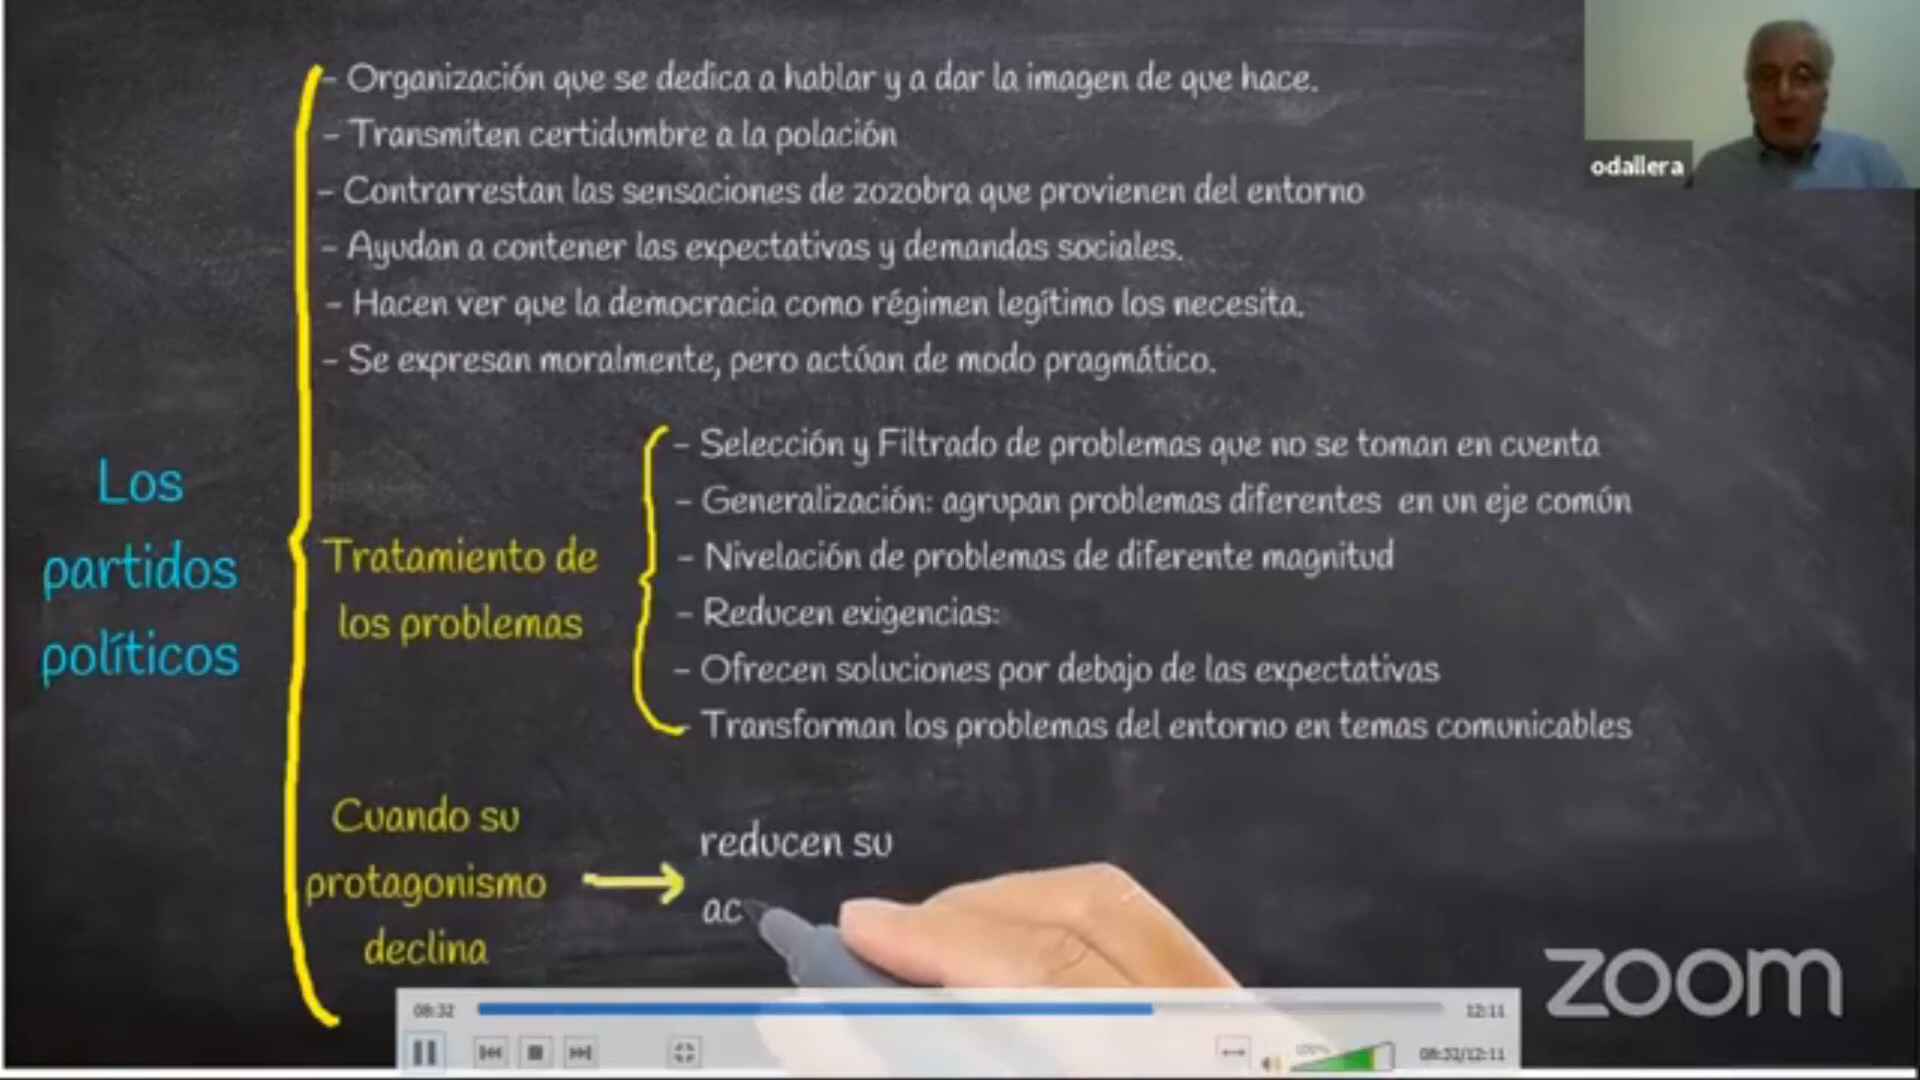 - Organización que se dedica a hablar y a dar la imagen de que hace.
- Transmiten certidumbre a la polación
- Contrarrestan las sensaciones de zozobra que provienen del entorno
- Ayudan a contener las expectativas y demandas sociales.
- Hacen ver que la democracia como régimen legítimo los necesita.
- Se expresan moralmente, pero actúan de modo pragmático.
Los
partidos
políticos
Tratamiento de
los problemas
- Selección y Filtrado de problemas que no se toman en cuenta
- Generalización: agrupan problemas diferentes en un eje común
- Nivelación de problemas de diferente magnitud
- Reducen exigencias:
- Ofrecen soluciones por debajo de las expectativas
- Transforman los problemas del entorno en temas comunicables
Cuando su
protagonismo
declina
reducen su
ac
odallera
zoom
08:32
12:11
100%
08:32/12:11